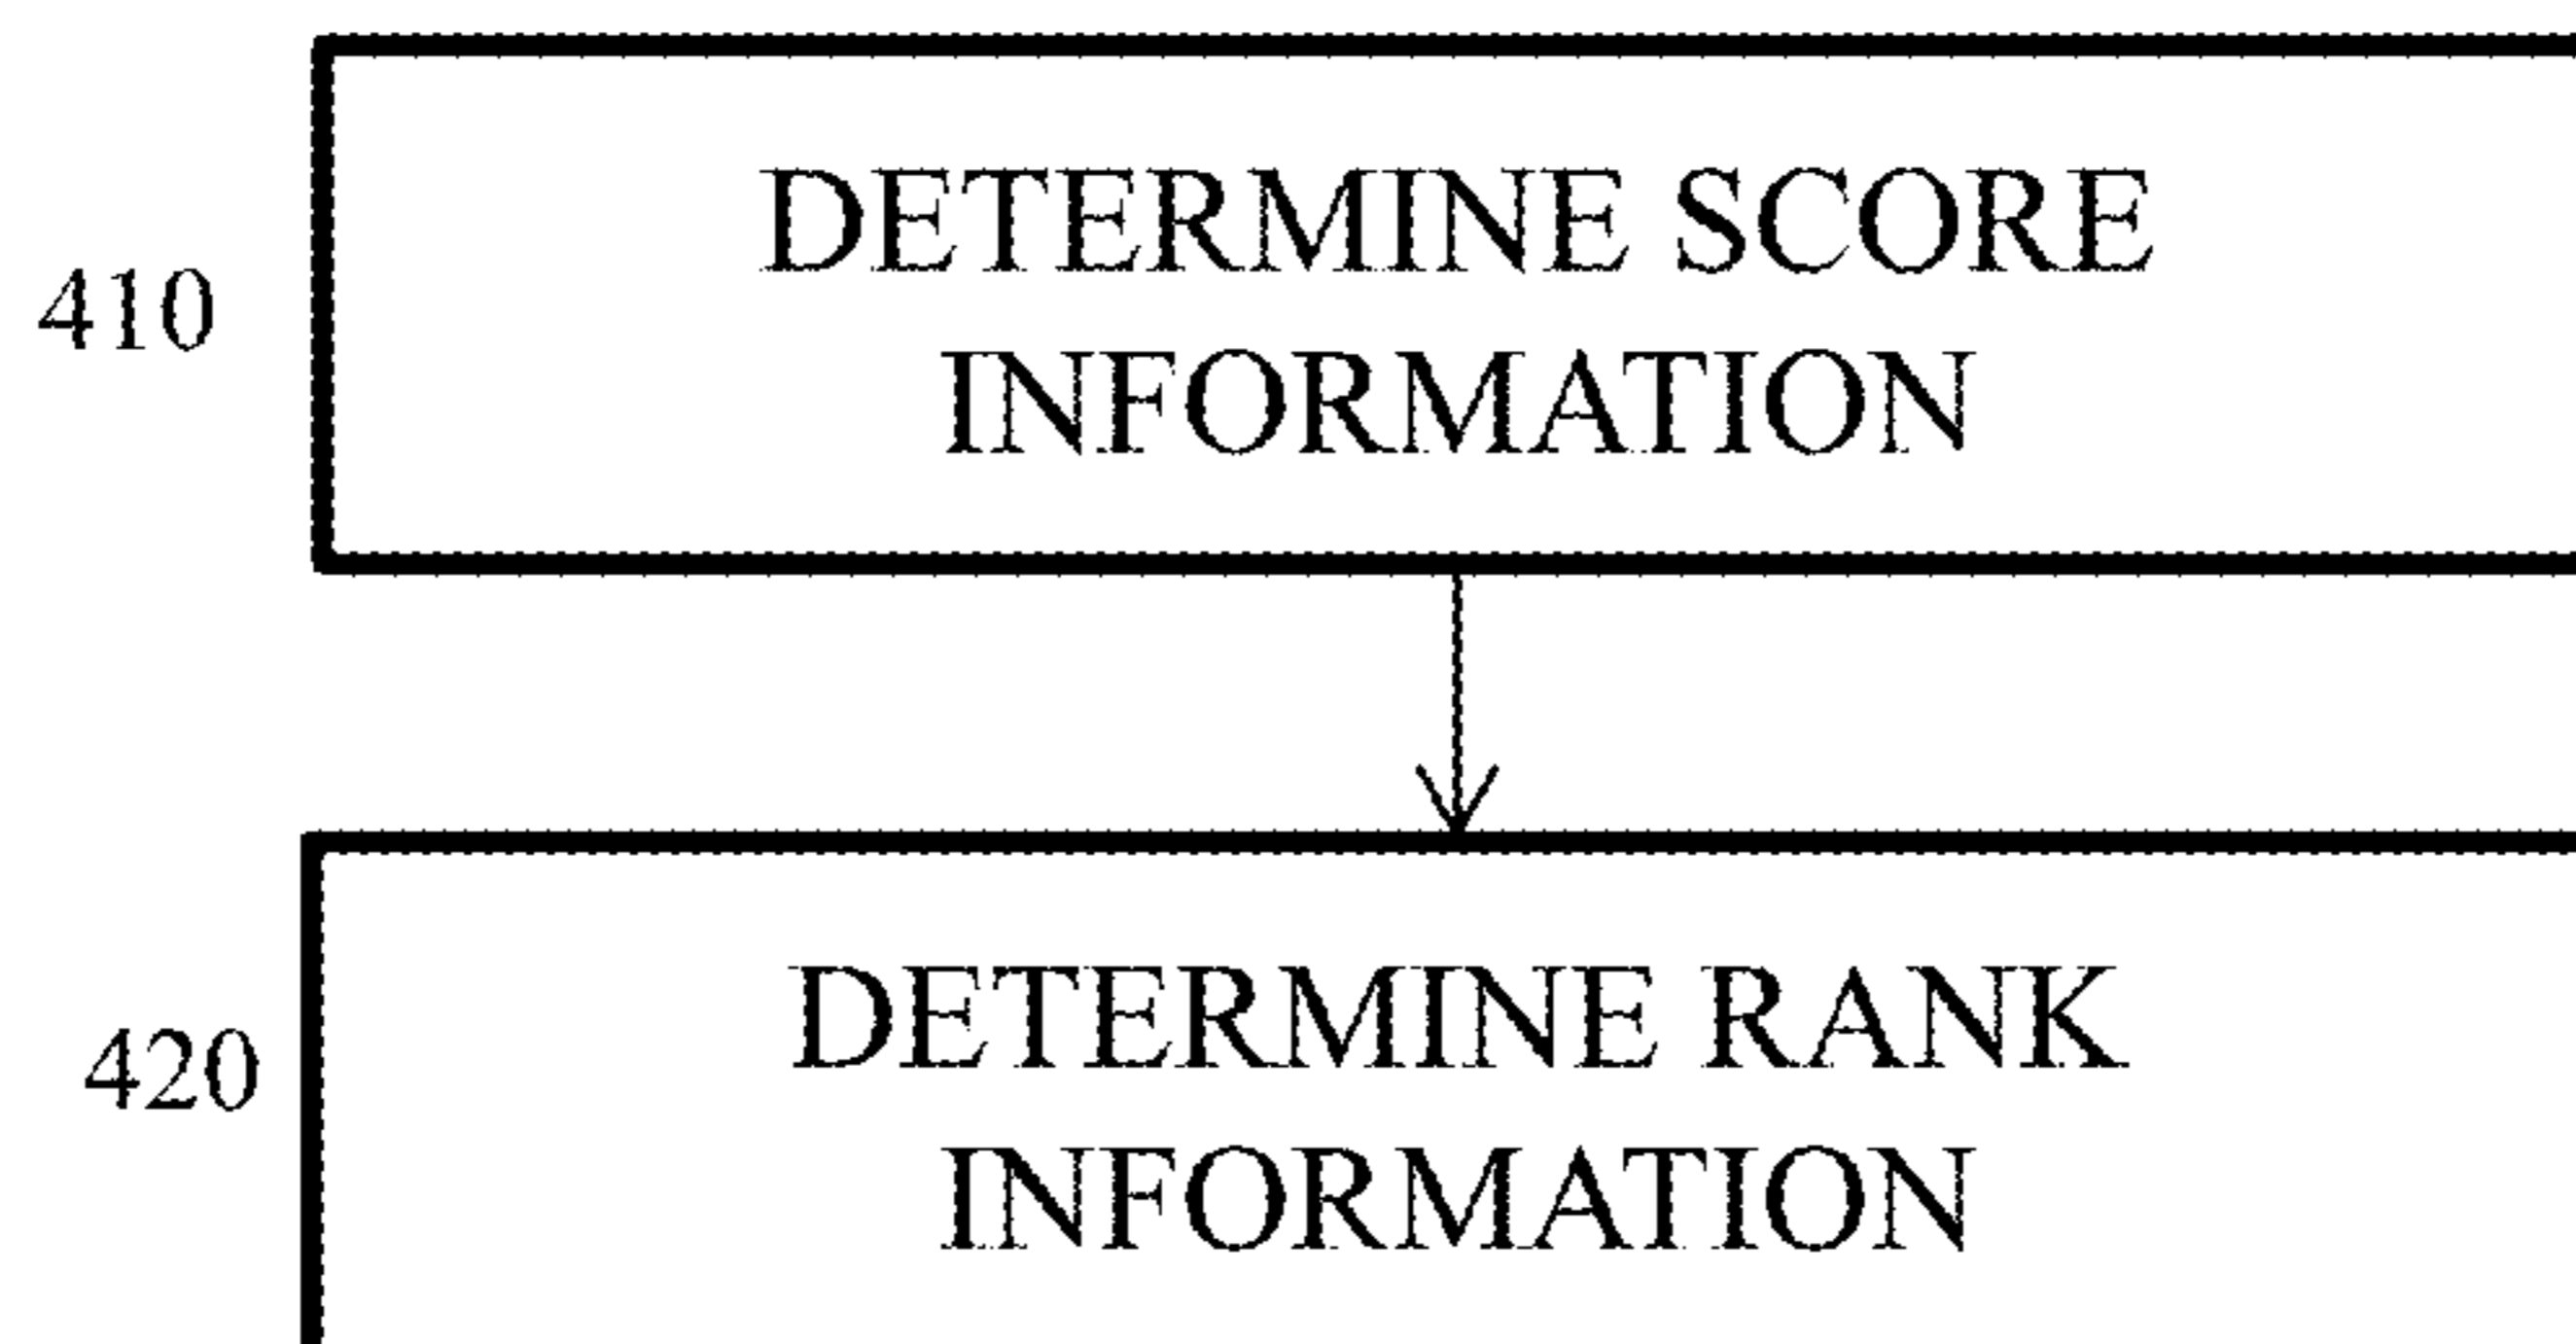 DETERMINE SCORE
INFORMATION
410
DETERMINE RANK
INFORMATION
420